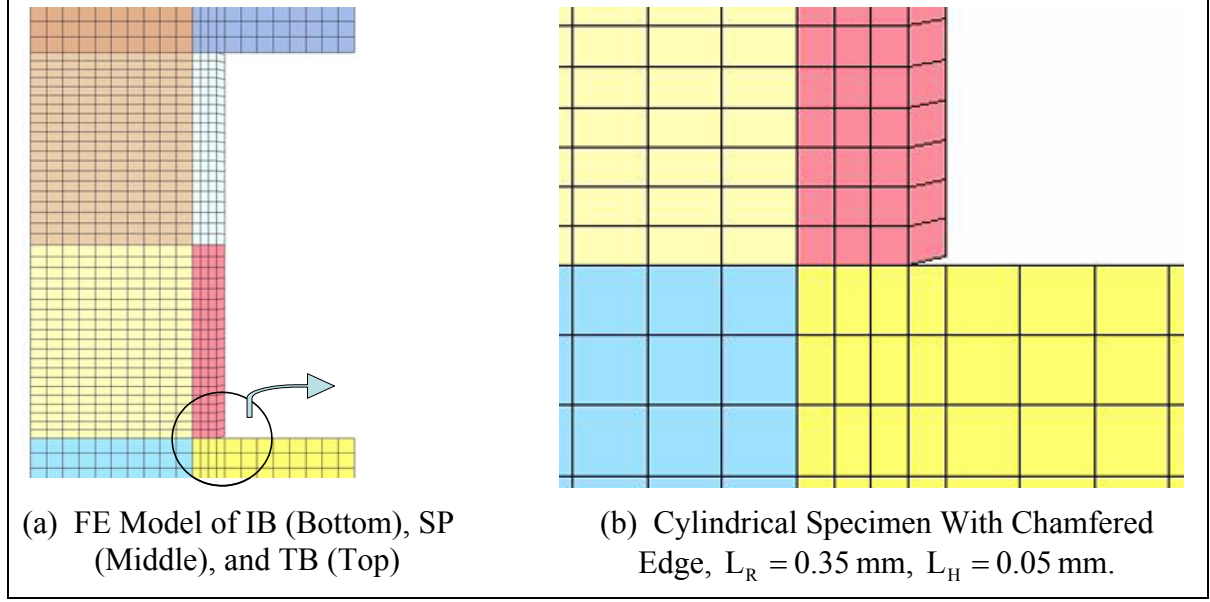 (a) FE Model of IB (Bottom), SP
(Middle), and TB (Top)
(b) Cylindrical Specimen With Chamfered
Edge, L_R = 0.35 mm, L_H = 0.05 mm.